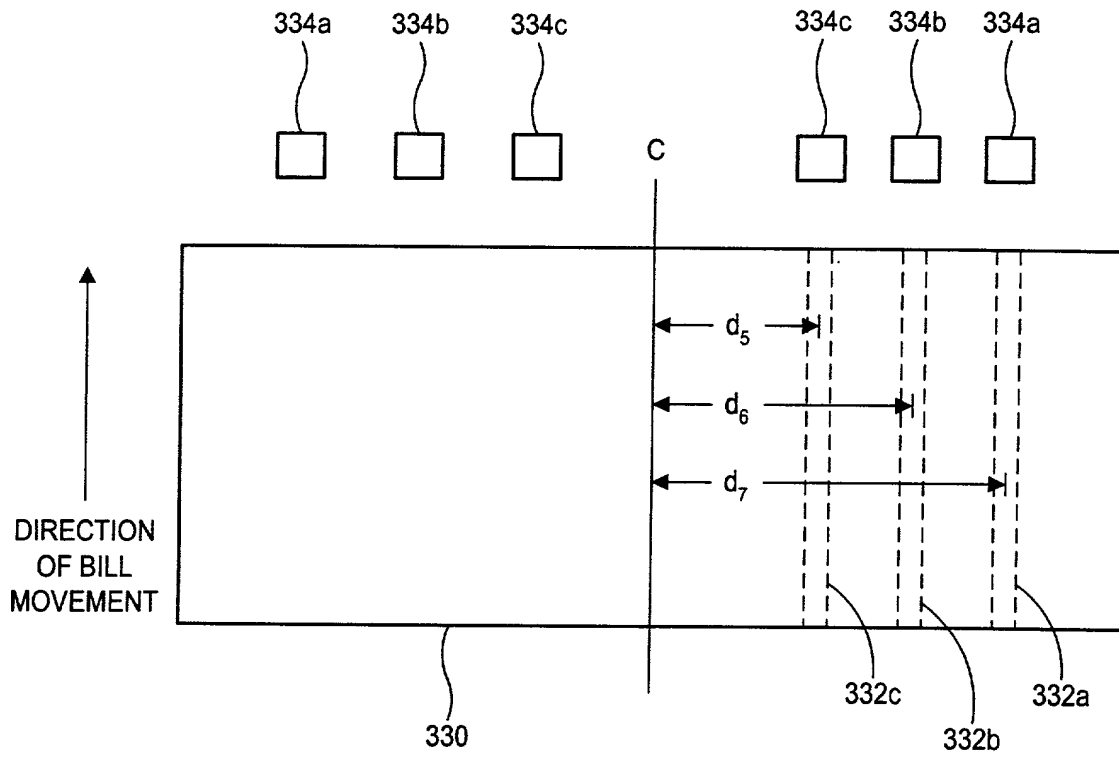 334a 334b 334c 334c 334b 334a
C
d5
d6
d7
DIRECTION
OF BILL
MOVEMENT
332c 332a
330 332b